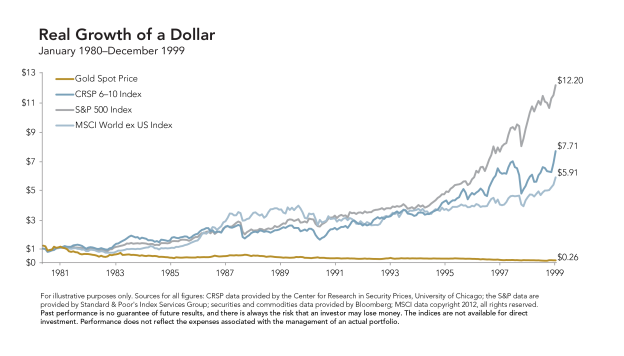 Real Growth of a Dollar
January 1980–December 1999
$13
$11
$9
$7
$5
$3
$1
$0
Gold Spot Price
CRSP 6–10 Index
S&P 500 Index
MSCI World ex US Index
$12.20
$7.71
$5.91
$0.26
1981 1983 1985 1987 1989 1991 1993 1995 1997 1999
For illustrative purposes only. Sources for all figures: CRSP data provided by the Center for Research in Security Prices, University of Chicago; the S&P data are
provided by Standard & Poor's Index Services Group; securities and commodities data provided by Bloomberg; MSCI data copyright 2012, all rights reserved.
Past performance is no guarantee of future results, and there is always the risk that an investor may lose money. The indices are not available for direct
investment. Performance does not reflect the expenses associated with the management of an actual portfolio.